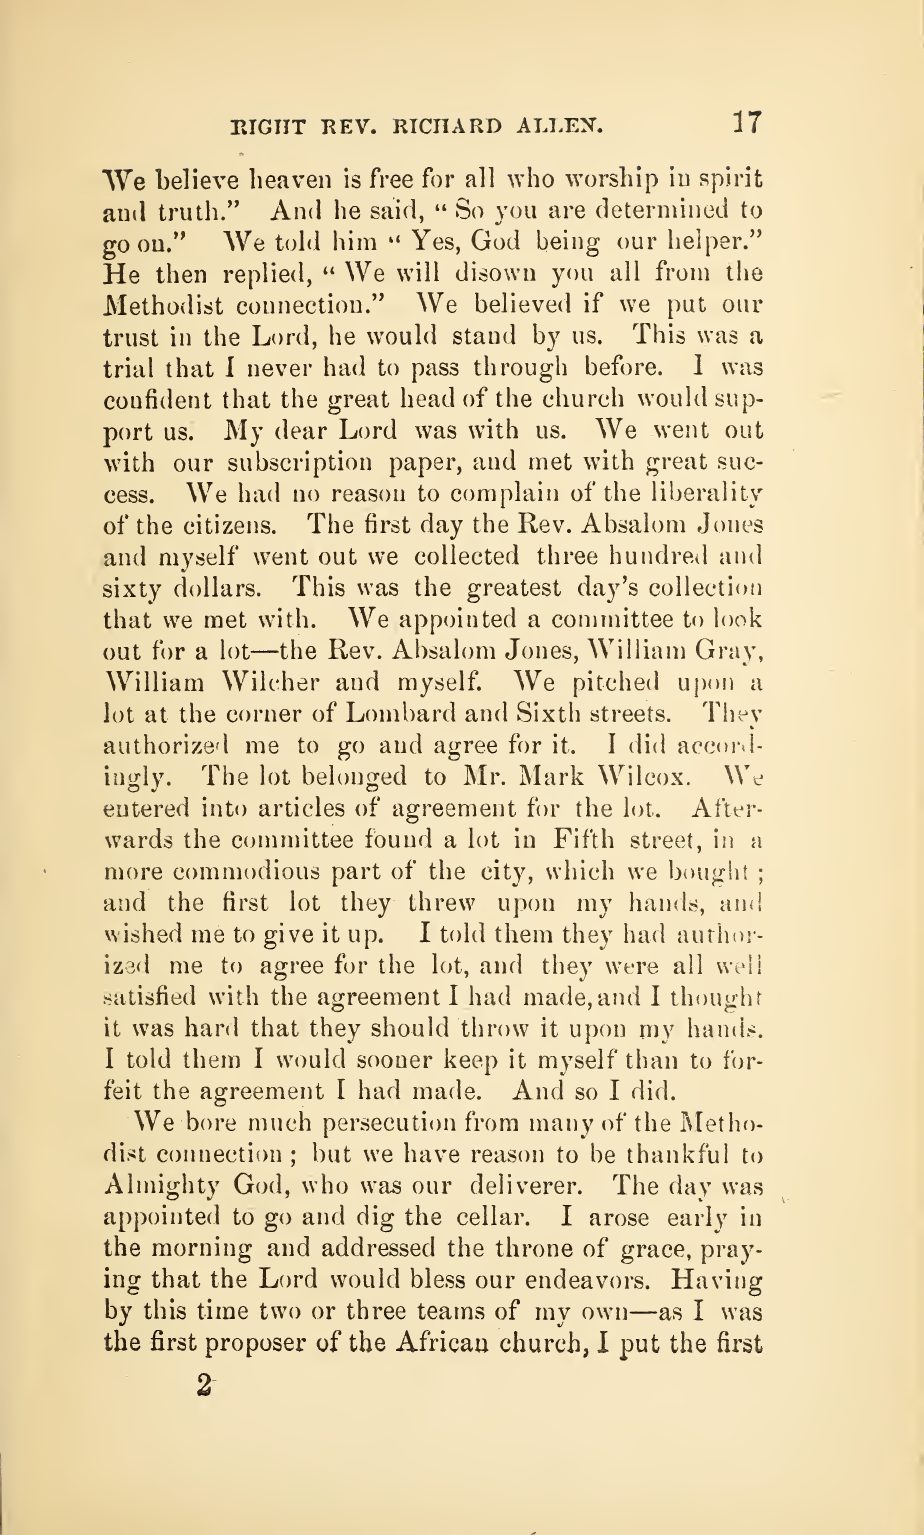 RIGHT REV. RICHARD ALLEN. 17
We believe heaven is free for all who worship in spirit
and truth.” And he said, “ So you are determined to
go on.” We told him “ Yes, God being our helper.”
He then replied, “ We will disown you all from the
Methodist connection.” We believed if we put our
trust in the Lord, he would stand by us. This was a
trial that I never had to pass through before. I was
confident that the great head of the church would sup-
port us. My dear Lord was with us. We went out
with our subscription paper, and met with great suc-
cess. We had no reason to complain of the liberality
of the citizens. The first day the Rev. Absalom Jones
and myself went out we collected three hundred and
sixty dollars. This was the greatest day’s collection
that we met with. We appointed a committee to look
out for a lot—the Rev. Absalom Jones, William Gray,
William Wilcher and myself. We pitched upon a
lot at the corner of Lombard and Sixth streets. They
authorized me to go and agree for it. I did accord-
ingly. The lot belonged to Mr. Mark Wilcox. We
entered into articles of agreement for the lot. After-
wards the committee found a lot in Fifth street, in a
more commodious part of the city, which we bought ;
and the first lot they threw upon my hands, and
wished me to give it up. I told them they had author-
ized me to agree for the lot, and they were all well
satisfied with the agreement I had made, and I thought
it was hard that they should throw it upon my hands.
I told them I would sooner keep it myself than to for-
feit the agreement I had made. And so I did.
We bore much persecution from many of the Metho-
dist connection ; but we have reason to be thankful to
Almighty God, who was our deliverer. The day was
appointed to go and dig the cellar. I arose early in
the morning and addressed the throne of grace, pray-
ing that the Lord would bless our endeavors. Having
by this time two or three teams of my own—as I was
the first proposer of the African church, I put the first
2